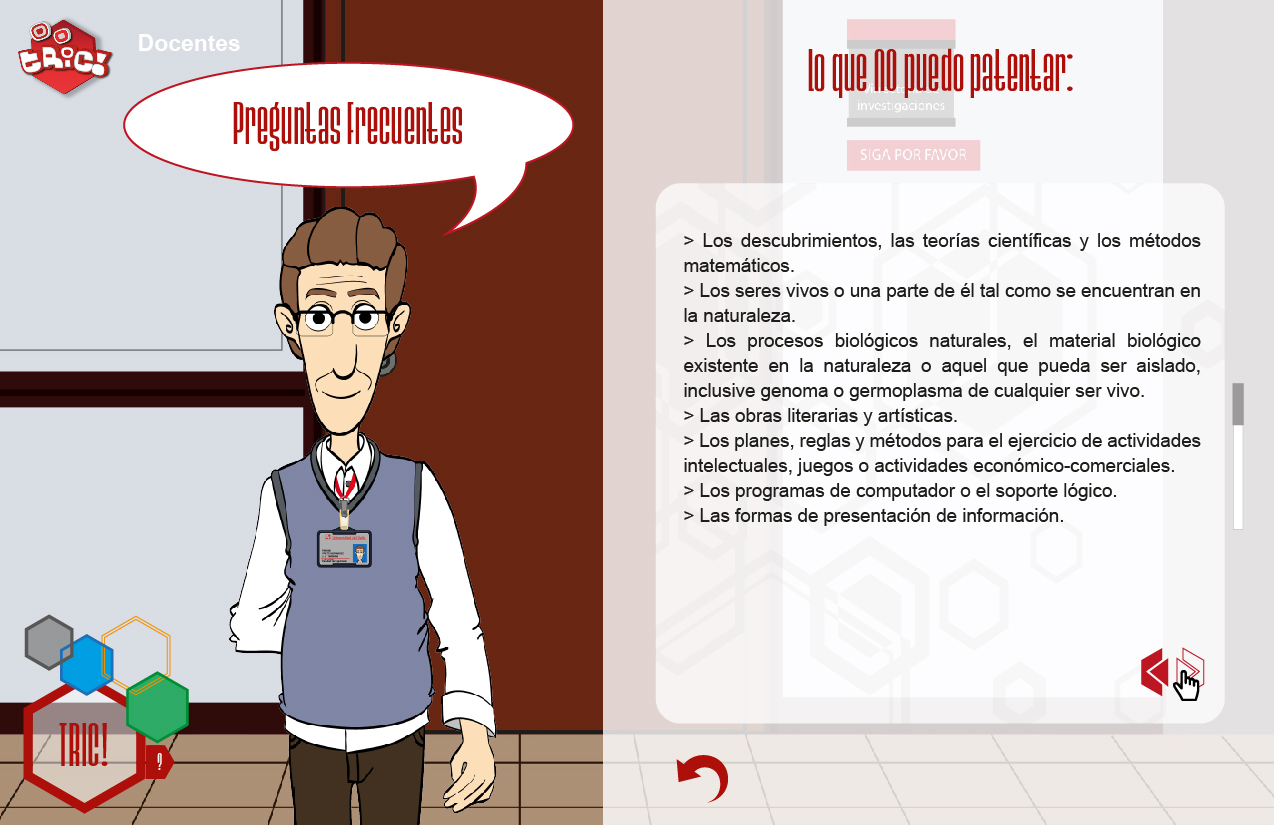 tRiC!
Docentes
Preguntas frecuentes
lo que no puedo patentar:
investigaciones
SIGA POR FAVOR
> Los descubrimientos, las teorías científicas y los métodos
matemáticos.
> Los seres vivos o una parte de él tal como se encuentran en
la naturaleza.
> Los procesos biológicos naturales, el material biológico
existente en la naturaleza o aquel que pueda ser aislado,
inclusive genoma o germoplasma de cualquier ser vivo.
> Las obras literarias y artísticas.
> Los planes, reglas y métodos para el ejercicio de actividades
intelectuales, juegos o actividades económico-comerciales.
> Los programas de computador o el soporte lógico.
> Las formas de presentación de información.
TRIC!
?